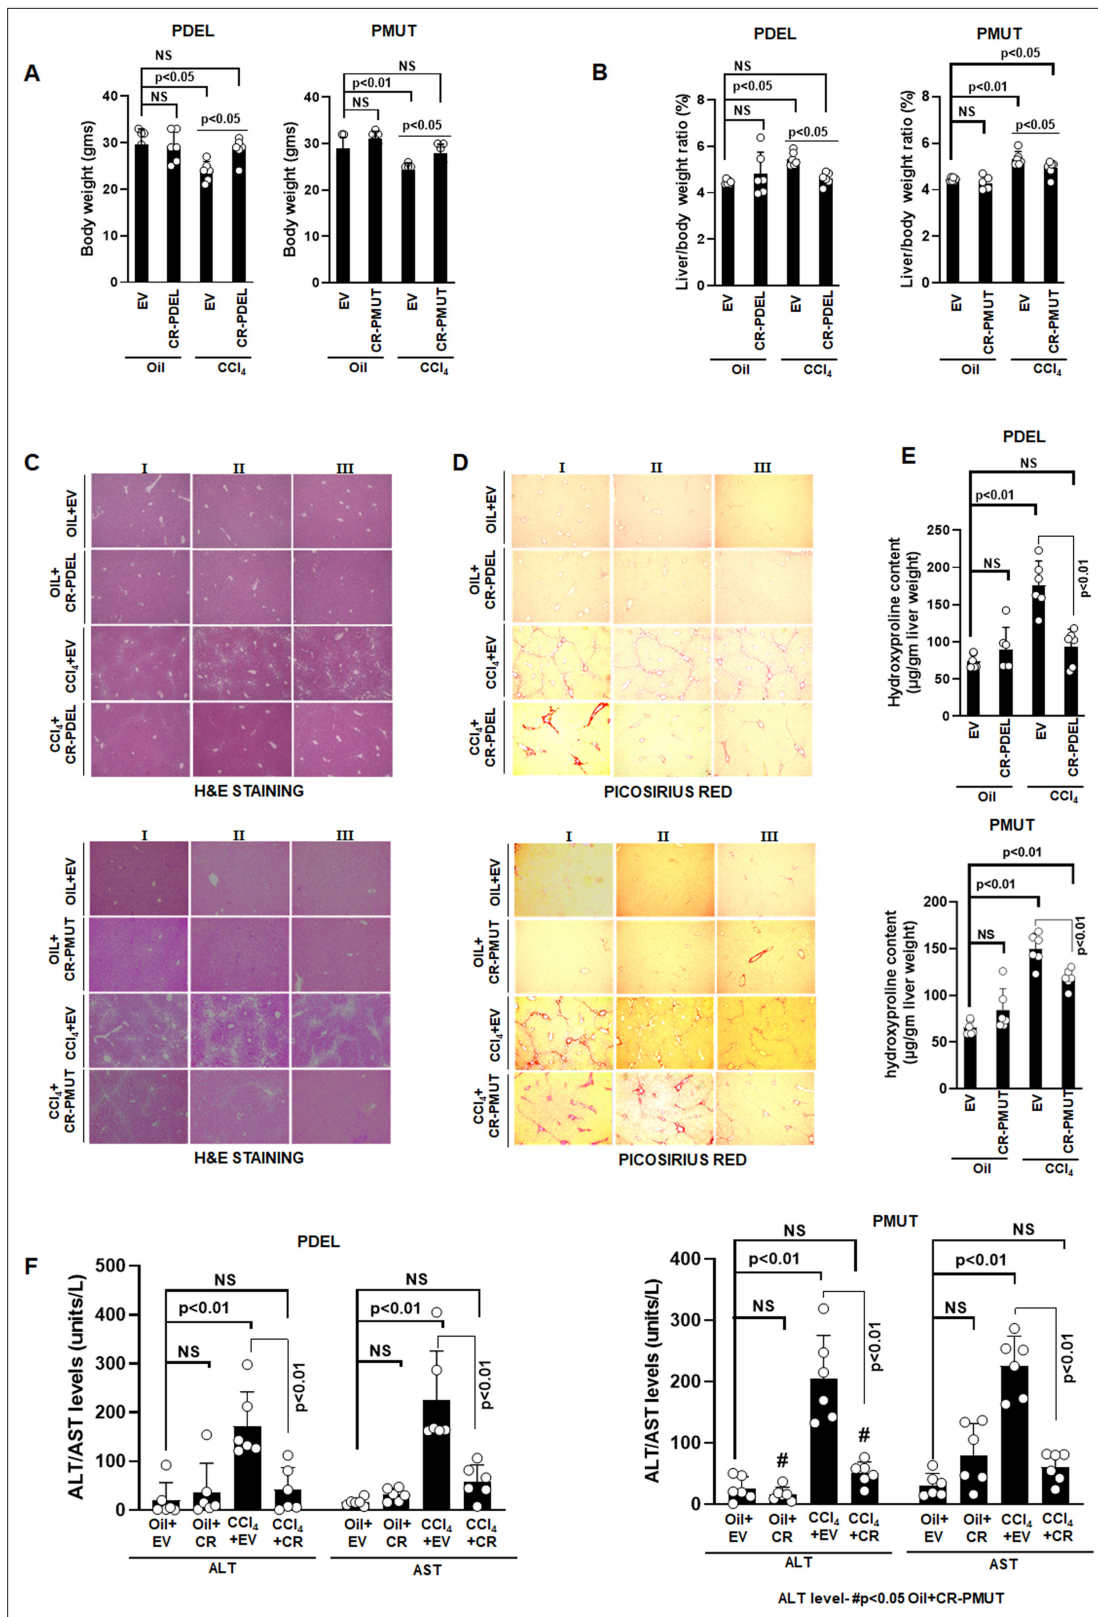 A
PDEL
NS
p<0.05
NS
p<0.05
Body weight (gms)
40
30
20
10
0
EV
CR-PDEL
EV
CR-PDEL
Oil
CCl₄
PMUT
NS
p<0.01
NS
p<0.05
Body weight (gms)
40
30
20
10
0
EV
CR-PMUT
EV
CR-PMUT
Oil
CCl₄
B
PDEL
NS
p<0.05
NS
p<0.05
Liver/body weight ratio (%)
8
6
4
2
0
EV
CR-PDEL
EV
CR-PDEL
Oil
CCl₄
PMUT
p<0.05
p<0.01
NS
p<0.05
Liver/body weight ratio (%)
8
6
4
2
0
EV
CR-PMUT
EV
CR-PMUT
Oil
CCl₄
C
I II III
OIL+EV
OIL+
CR-PDEL
CCl₄+EV
CCl₄+
CR-PDEL
H&E STAINING
I II III
OIL+EV
OIL+
CR-PMUT
CCl₄+EV
CCl₄+
CR-PMUT
H&E STAINING
D
I II III
OIL+EV
OIL+
CR-PDEL
CCl₄+EV
CCl₄+
CR-PDEL
PICOSIRIUS RED
I II III
OIL+EV
OIL+
CR-PMUT
CCl₄+EV
CCl₄+
CR-PMUT
PICOSIRIUS RED
E
PDEL
NS
p<0.01
NS
p<0.01
Hydroxyproline content
(µg/gm liver weight)
250
200
150
100
50
0
EV
CR-PDEL
EV
CR-PDEL
Oil
CCl₄
PMUT
p<0.01
p<0.01
NS
p<0.01
hydroxyproline content
(µg/gm liver weight)
200
150
100
50
0
EV
CR-PMUT
EV
CR-PMUT
Oil
CCl₄
F
PDEL
ALT/AST levels (units/L)
500
400
300
200
100
0
NS
p<0.01
NS
p<0.01
NS
p<0.01
NS
p<0.01
Oil+ Oil+ CCl₄ CCl₄ Oil+ Oil+ CCl₄ CCl₄
EV CR +EV +CR EV CR +EV +CR
ALT AST
PMUT
ALT/AST levels (units/L)
400
300
200
100
0
NS
p<0.01
NS
p<0.01
# #
NS
p<0.01
NS
p<0.01
Oil+ Oil+ CCl₄ CCl₄ Oil+ Oil+ CCl₄ CCl₄
EV CR +EV +CR EV CR +EV +CR
ALT AST
ALT level- #p<0.05 Oil+CR-PMUT